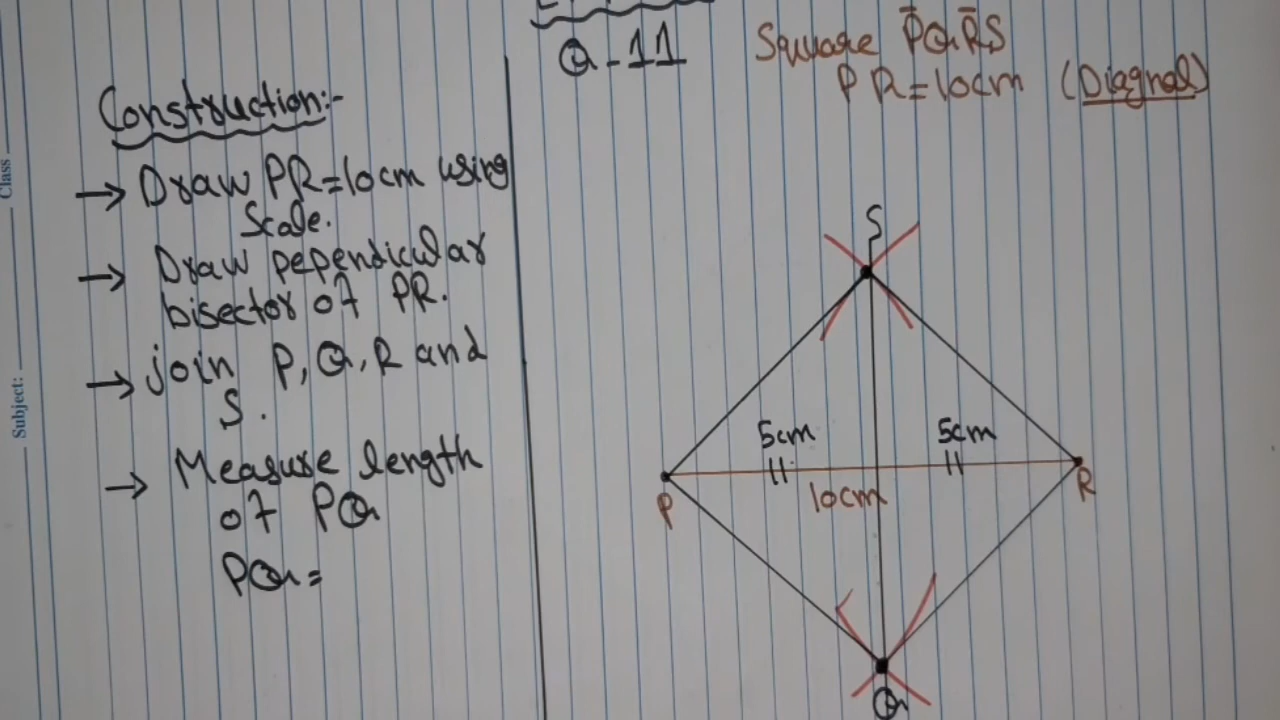 Q-11
Square PQRS
PR=10cm (Diagnal)
Construction:-
→ Draw PR=10cm using
Scale.
→ Draw pependicular
bisector of PR.
→ join P, Q, R and
S.
→ Measure length
of PQ
PQ=
S
5cm 5cm
P 10cm R
Q
Class
Subject: